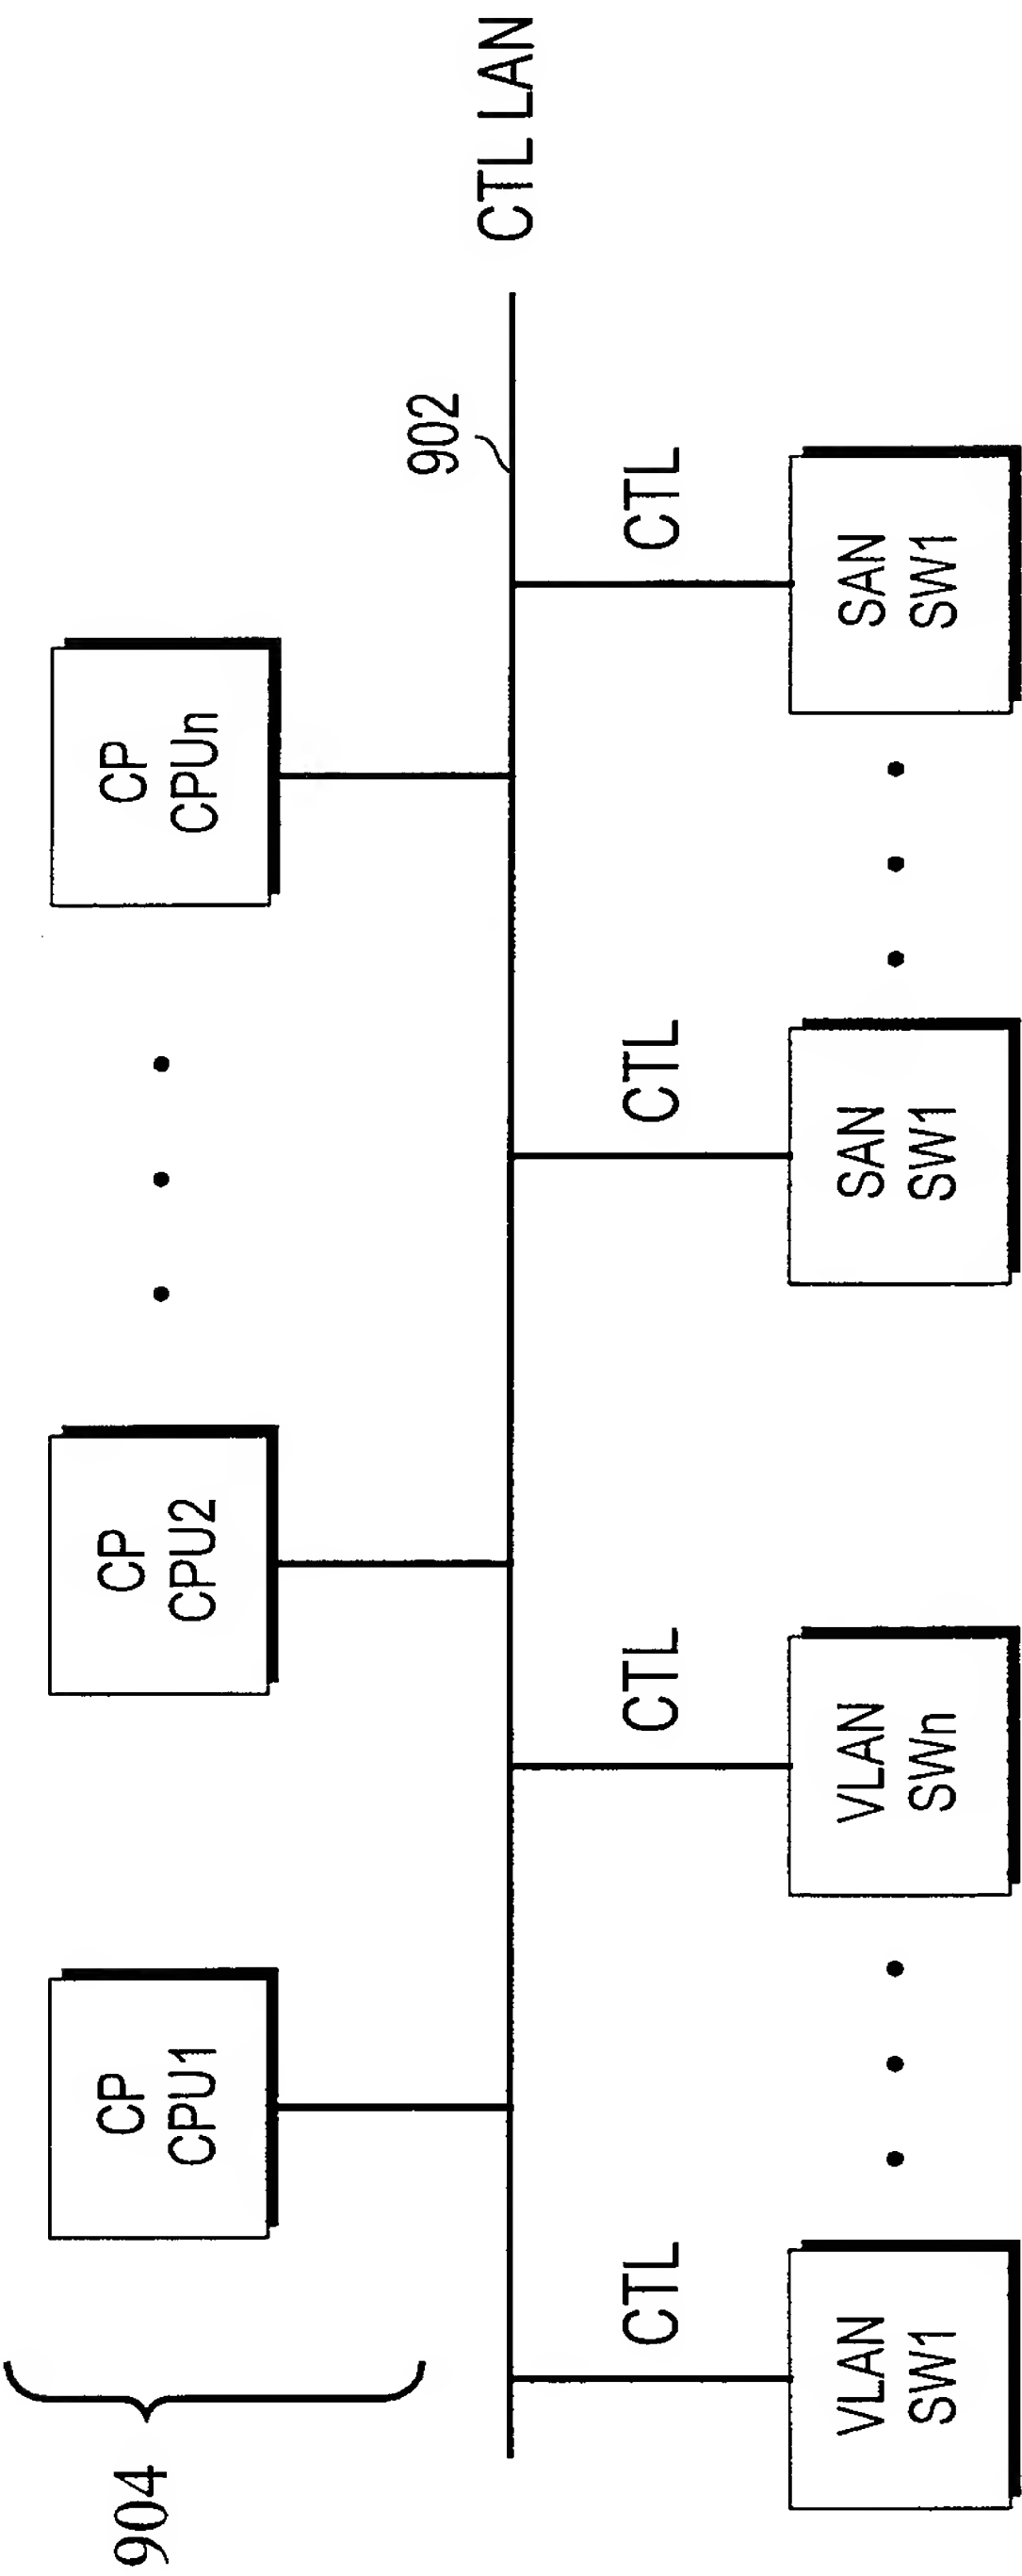 904
CP
CPU1
CP
CPU2
CP
CPUn
902
CTL LAN
CTL
CTL
CTL
CTL
VLAN
SW1
VLAN
SWn
SAN
SW1
SAN
SW1